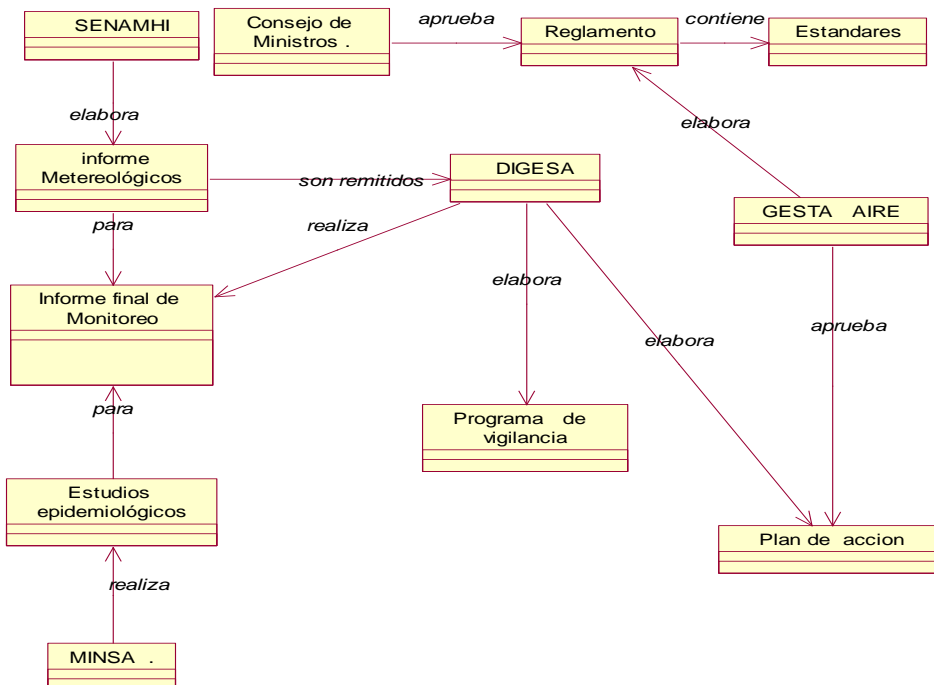 SENAMHI
Consejo de
Ministros .
aprueba
Reglamento
contiene
Estandares
elabora
elabora
informe
Metereológicos
son remitidos
DIGESA
GESTA AIRE
para
realiza
Informe final de
Monitoreo
elabora
aprueba
elabora
para
Programa de
vigilancia
Estudios
epidemiológicos
Plan de accion
realiza
MINSA .